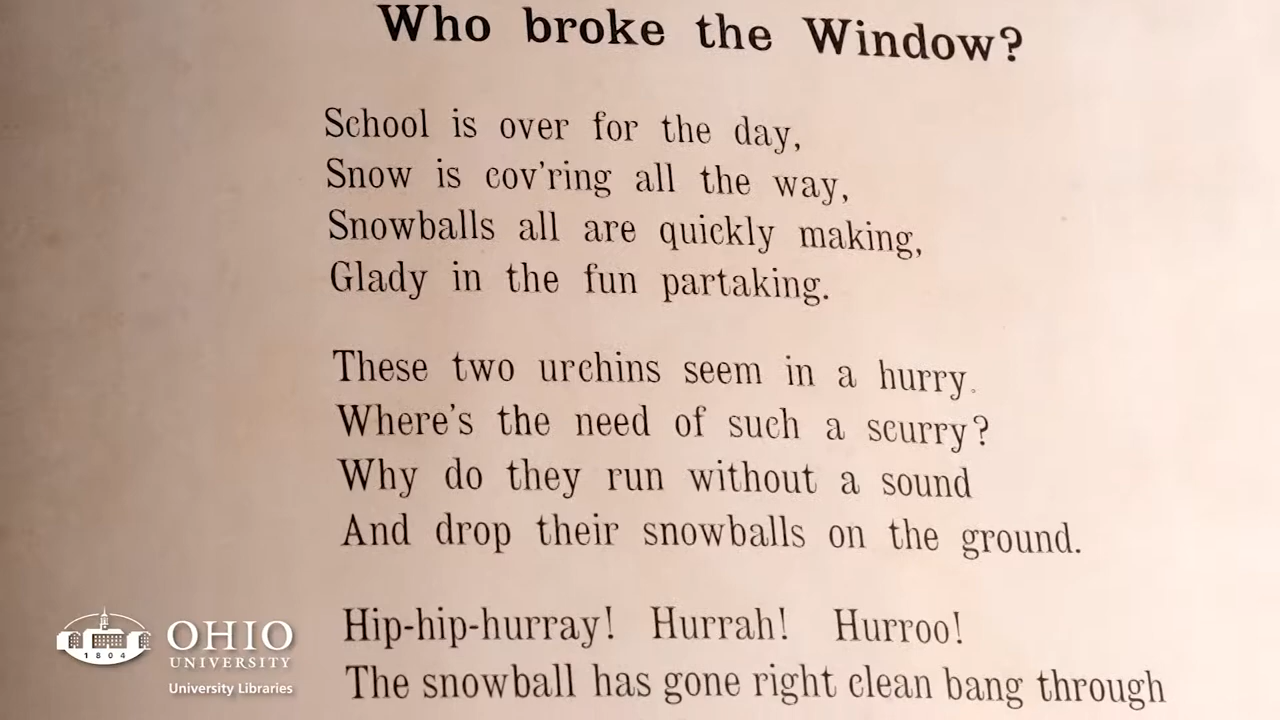 Who broke the Window?
School is over for the day,
Snow is cov'ring all the way,
Snowballs all are quickly making,
Glady in the fun partaking.
These two urchins seem in a hurry.
Where's the need of such a scurry?
Why do they run without a sound
And drop their snowballs on the ground.
Hip-hip-hurray! Hurrah! Hurroo!
The snowball has gone right clean bang through
1804
OHIO
UNIVERSITY
University Libraries